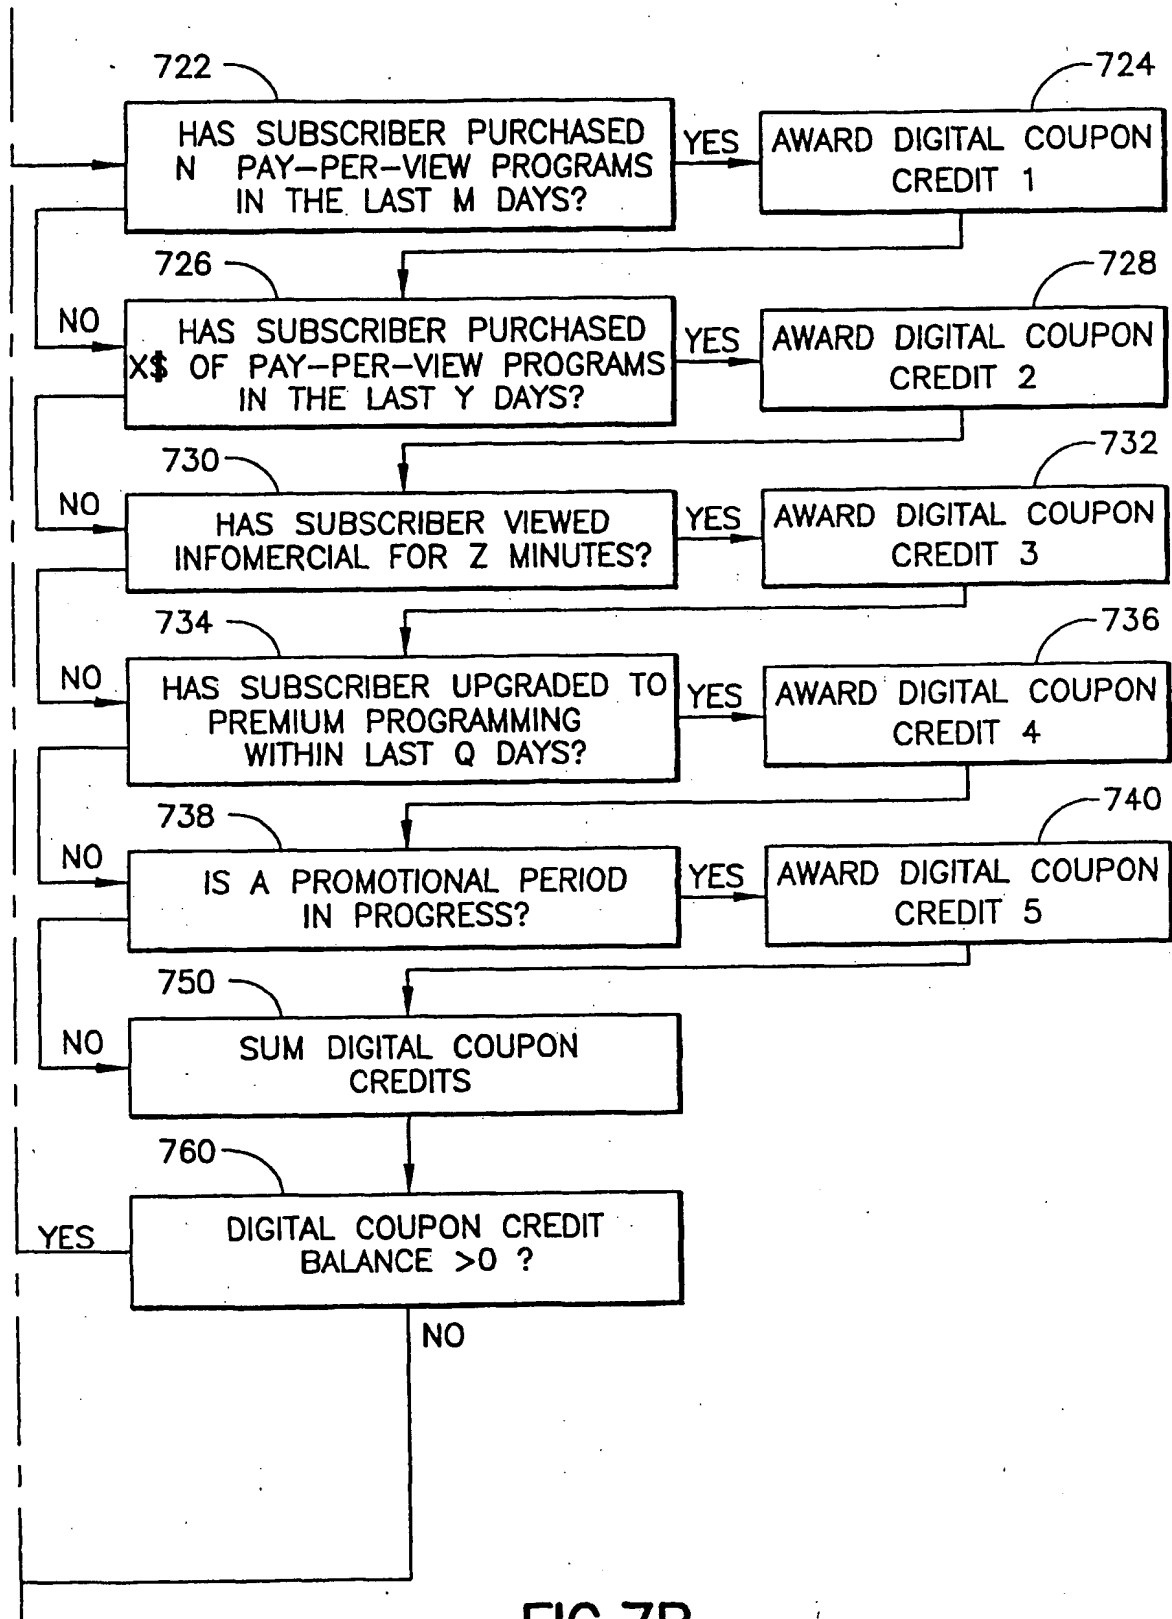 722
724
HAS SUBSCRIBER PURCHASED
N PAY-PER-VIEW PROGRAMS
IN THE LAST M DAYS?
YES
AWARD DIGITAL COUPON
CREDIT 1
726
728
NO
HAS SUBSCRIBER PURCHASED
X$ OF PAY-PER-VIEW PROGRAMS
IN THE LAST Y DAYS?
YES
AWARD DIGITAL COUPON
CREDIT 2
730
732
NO
HAS SUBSCRIBER VIEWED
INFOMERCIAL FOR Z MINUTES?
YES
AWARD DIGITAL COUPON
CREDIT 3
734
736
NO
HAS SUBSCRIBER UPGRADED TO
PREMIUM PROGRAMMING
WITHIN LAST Q DAYS?
YES
AWARD DIGITAL COUPON
CREDIT 4
738
740
NO
IS A PROMOTIONAL PERIOD
IN PROGRESS?
YES
AWARD DIGITAL COUPON
CREDIT 5
750
NO
SUM DIGITAL COUPON
CREDITS
760
YES
DIGITAL COUPON CREDIT
BALANCE >0 ?
NO
FIG. 7B